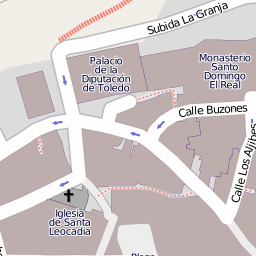 Subida La Granja
Palacio
de la
Diputación
de Toledo
Monasterio
Santo
Domingo
El Real
Calle Buzones
Calle Los Aljibes
Iglesia
de Santa
Leocadia